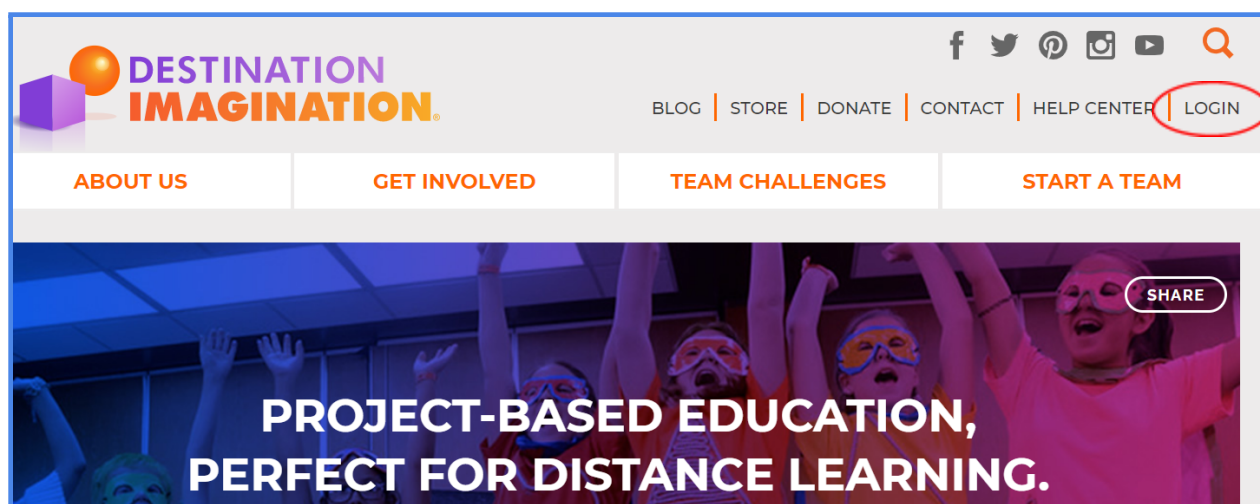 DESTINATION
IMAGINATION®
BLOG STORE DONATE CONTACT HELP CENTER LOGIN
ABOUT US GET INVOLVED TEAM CHALLENGES START A TEAM
SHARE
PROJECT-BASED EDUCATION,
PERFECT FOR DISTANCE LEARNING.